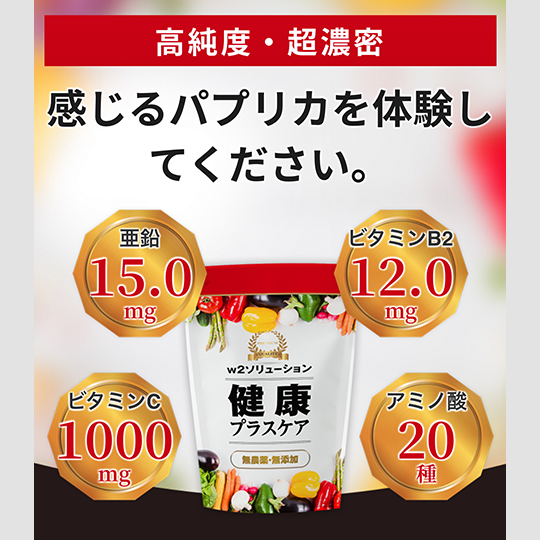 高純度・超濃密
感じるパプリカを体験し
てください。
亜鉛
15.0
mg
ビタミンB2
12.0
mg
w2ソリューション
健康
プラスケア
無農薬・無添加
ビタミンC
1000
mg
アミノ酸
20
種